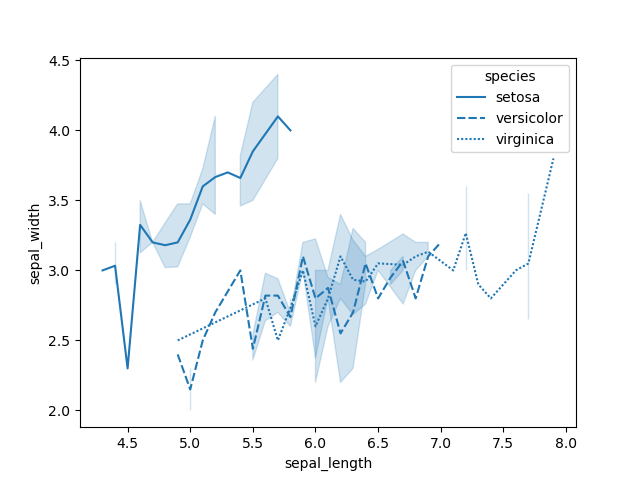 4.5
4.0
3.5
3.0
2.5
2.0
sepal_width
species
setosa
versicolor
virginica
4.5 5.0 5.5 6.0 6.5 7.0 7.5 8.0
sepal_length